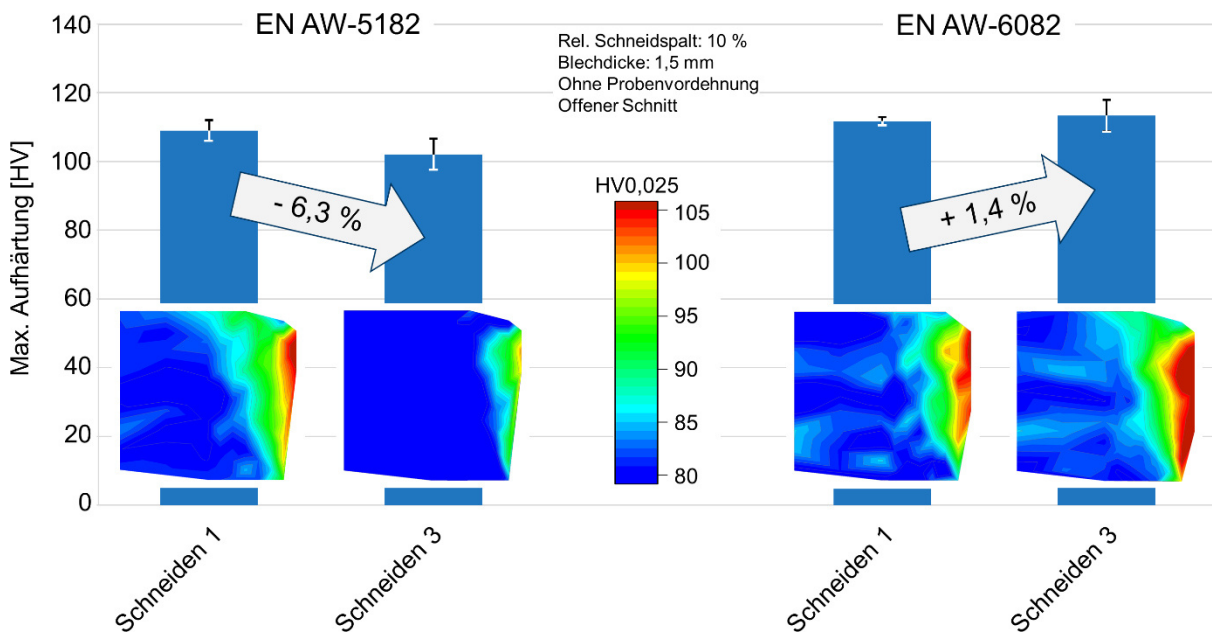 EN AW-5182
EN AW-6082
Rel. Schneidspalt: 10 %
Blechdicke: 1,5 mm
Ohne Probenvordehnung
Offener Schnitt
Max. Aufhärtung [HV]
140
120
100
80
60
40
20
0
- 6,3 %
HV0,025
105
100
95
90
85
80
+ 1,4 %
Schneiden 1
Schneiden 3
Schneiden 1
Schneiden 3